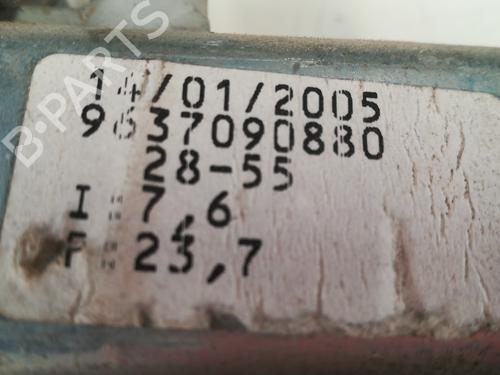 B-PARTS
14/01/2005
9637090880
28-55
I= 7,6
F= 23,7